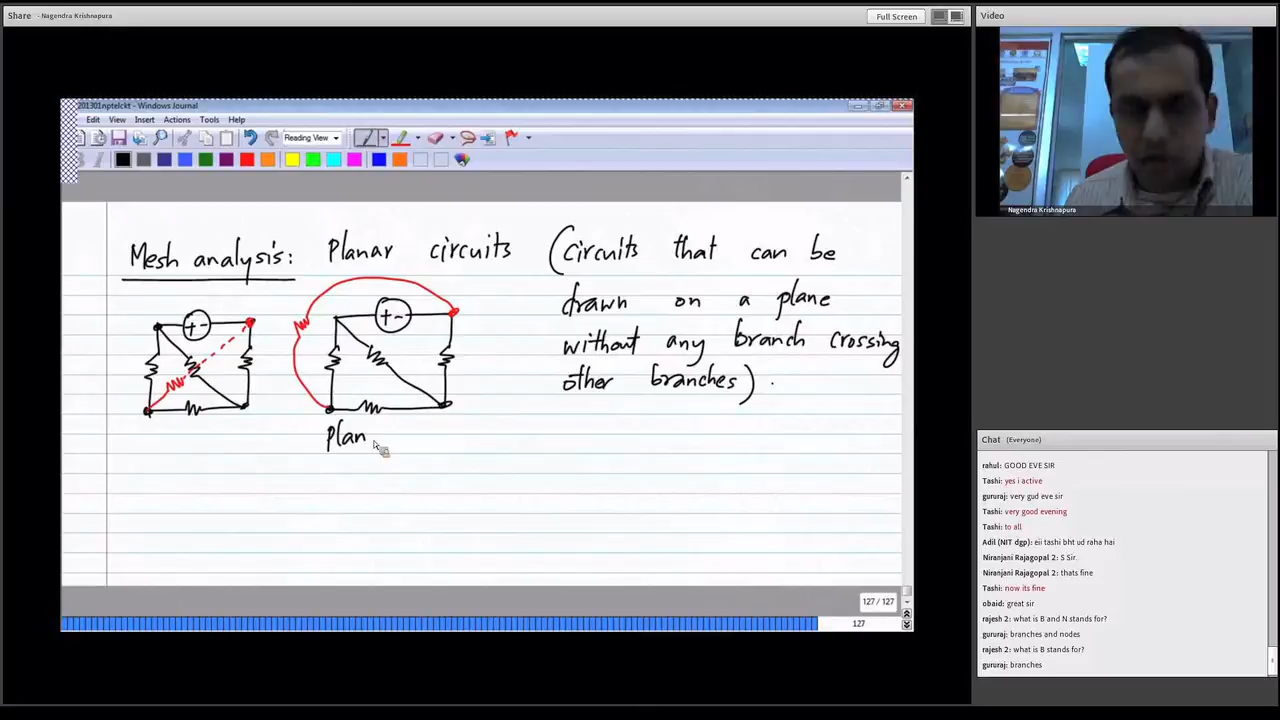 Share - Nagendra Krishnapura
Full Screen
Video
201301nptelckt - Windows Journal
Edit View Insert Actions Tools Help
Reading View
Nagendra Krishnapura
Mesh analysis: Planar circuits (Circuits that can be
drawn on a plane
without any branch crossing
other branches).
+ -
+ -
Plan
127 / 127
127
Chat (Everyone)
rahul: GOOD EVE SIR
Tashi: yes i active
gururaj: very gud eve sir
Tashi: very good evening
Tashi: to all
Adil (NIT dgp): eii tashi bht ud raha hai
Niranjani Rajagopal 2: S Sir.
Niranjani Rajagopal 2: thats fine
Tashi: now its fine
obaid: great sir
rajesh 2: what is B and N stands for?
gururaj: branches and nodes
rajesh 2: what is B stands for?
gururaj: branches